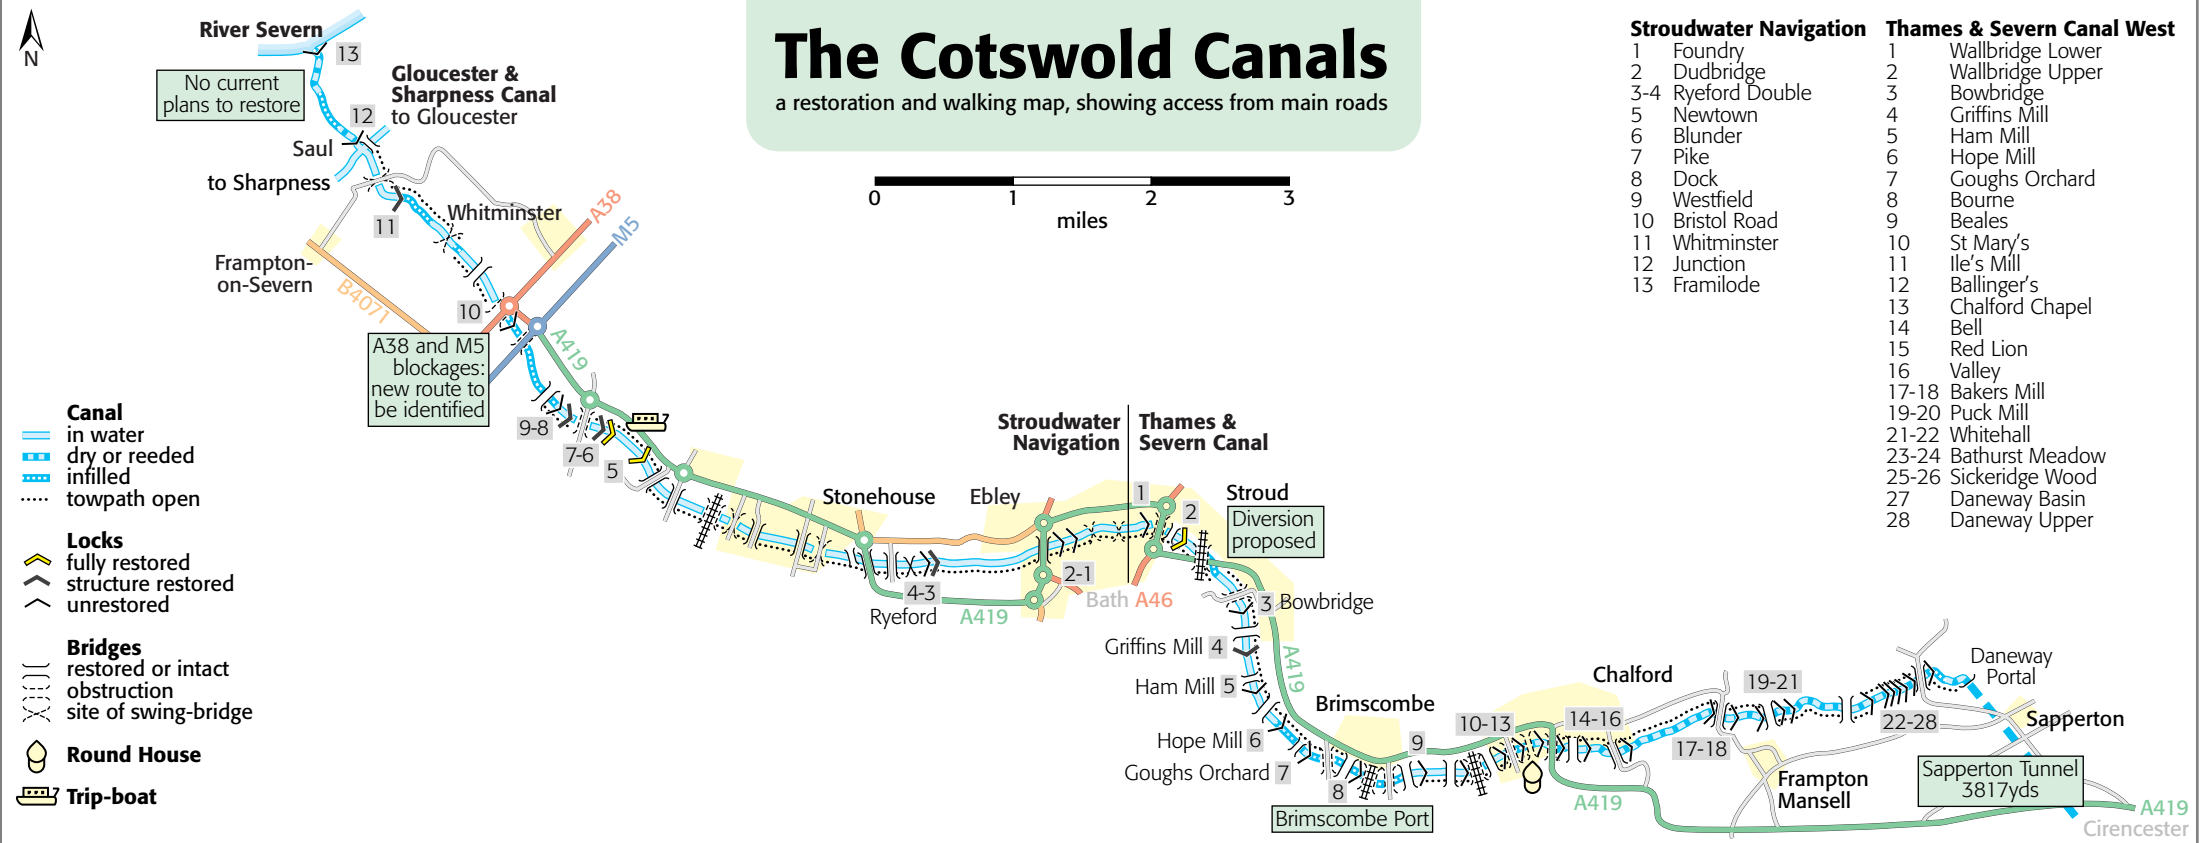 The Cotswold Canals
a restoration and walking map, showing access from main roads
0 1 2 3
miles
N
River Severn
13
No current
plans to restore
Gloucester &
Sharpness Canal
to Gloucester
12
Saul
to Sharpness
11
Whitminster
A38
M5
Frampton-
on-Severn
B4071
10
A38 and M5
blockages:
new route to
be identified
A419
9-8
7-6
5
Stonehouse
Ebley
Stroudwater
Navigation
Thames &
Severn Canal
1
2
Stroud
Diversion
proposed
4-3
2-1
Ryeford
A419
Bath A46
3 Bowbridge
Griffins Mill 4
A419
Ham Mill 5
Hope Mill 6
Goughs Orchard 7
8
Brimscombe
Brimscombe Port
9
10-13
Chalford
14-16
A419
17-18
19-21
22-28
Daneway
Portal
Sapperton
Frampton
Mansell
Sapperton Tunnel
3817yds
A419
Cirencester
Canal
in water
dry or reeded
infilled
towpath open
Locks
fully restored
structure restored
unrestored
Bridges
restored or intact
obstruction
site of swing-bridge
Round House
Trip-boat
Stroudwater Navigation
1 Foundry
2 Dudbridge
3-4 Ryeford Double
5 Newtown
6 Blunder
7 Pike
8 Dock
9 Westfield
10 Bristol Road
11 Whitminster
12 Junction
13 Framilode
Thames & Severn Canal West
1 Wallbridge Lower
2 Wallbridge Upper
3 Bowbridge
4 Griffins Mill
5 Ham Mill
6 Hope Mill
7 Goughs Orchard
8 Bourne
9 Beales
10 St Mary's
11 Ile's Mill
12 Ballinger's
13 Chalford Chapel
14 Bell
15 Red Lion
16 Valley
17-18 Bakers Mill
19-20 Puck Mill
21-22 Whitehall
23-24 Bathurst Meadow
25-26 Sickeridge Wood
27 Daneway Basin
28 Daneway Upper